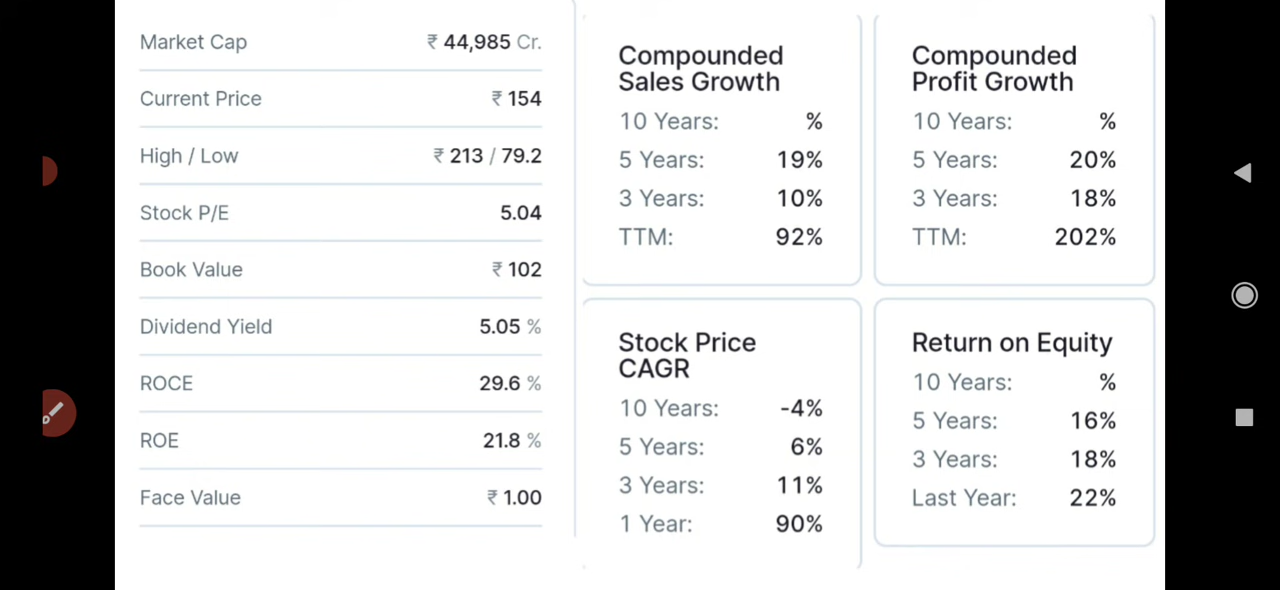 Market Cap ₹ 44,985 Cr.
Current Price ₹ 154
High / Low ₹ 213 / 79.2
Stock P/E 5.04
Book Value ₹ 102
Dividend Yield 5.05 %
ROCE 29.6 %
ROE 21.8 %
Face Value ₹ 1.00
Compounded
Sales Growth
10 Years: %
5 Years: 19%
3 Years: 10%
TTM: 92%
Compounded
Profit Growth
10 Years: %
5 Years: 20%
3 Years: 18%
TTM: 202%
Stock Price
CAGR
10 Years: -4%
5 Years: 6%
3 Years: 11%
1 Year: 90%
Return on Equity
10 Years: %
5 Years: 16%
3 Years: 18%
Last Year: 22%